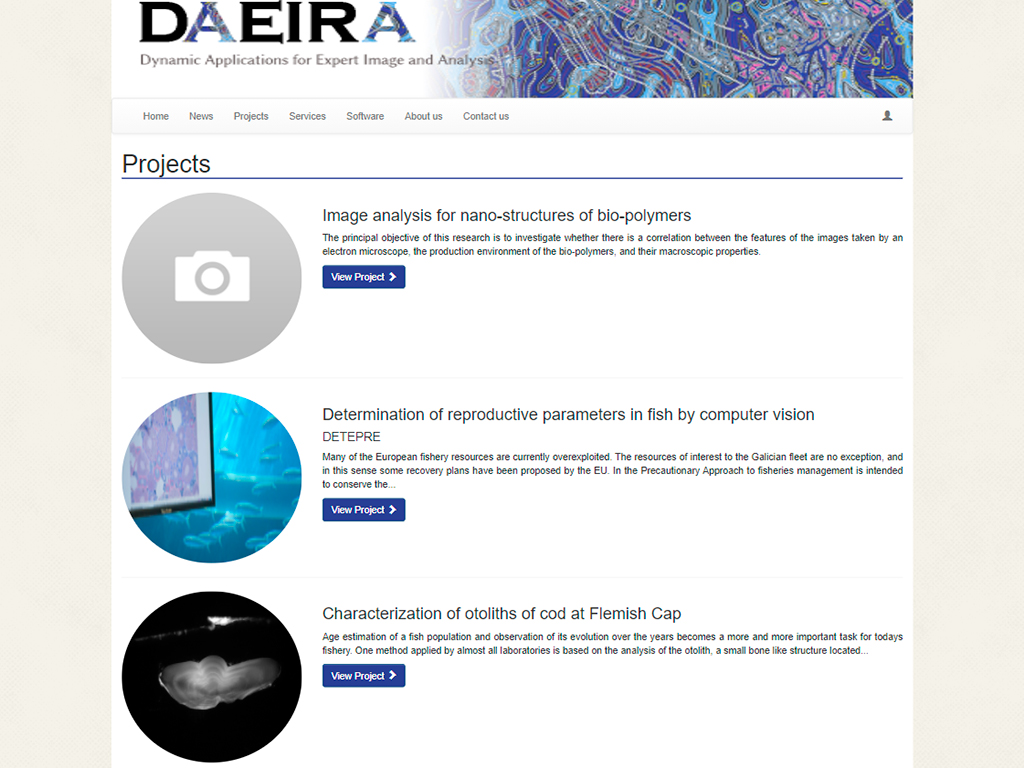 DAEIRA
Dynamic Applications for Expert Image and Analysis
Home News Projects Services Software About us Contact us
Projects
Image analysis for nano-structures of bio-polymers
The principal objective of this research is to investigate whether there is a correlation between the features of the images taken by an
electron microscope, the production environment of the bio-polymers, and their macroscopic properties.
View Project
Determination of reproductive parameters in fish by computer vision
DETEPRE
Many of the European fishery resources are currently overexploited. The resources of interest to the Galician fleet are no exception, and
in this sense some recovery plans have been proposed by the EU. In the Precautionary Approach to fisheries management is intended
to conserve the...
View Project
Characterization of otoliths of cod at Flemish Cap
Age estimation of a fish population and observation of its evolution over the years becomes a more and more important task for todays
fishery. One method applied by almost all laboratories is based on the analysis of the otolith, a small bone like structure located...
View Project